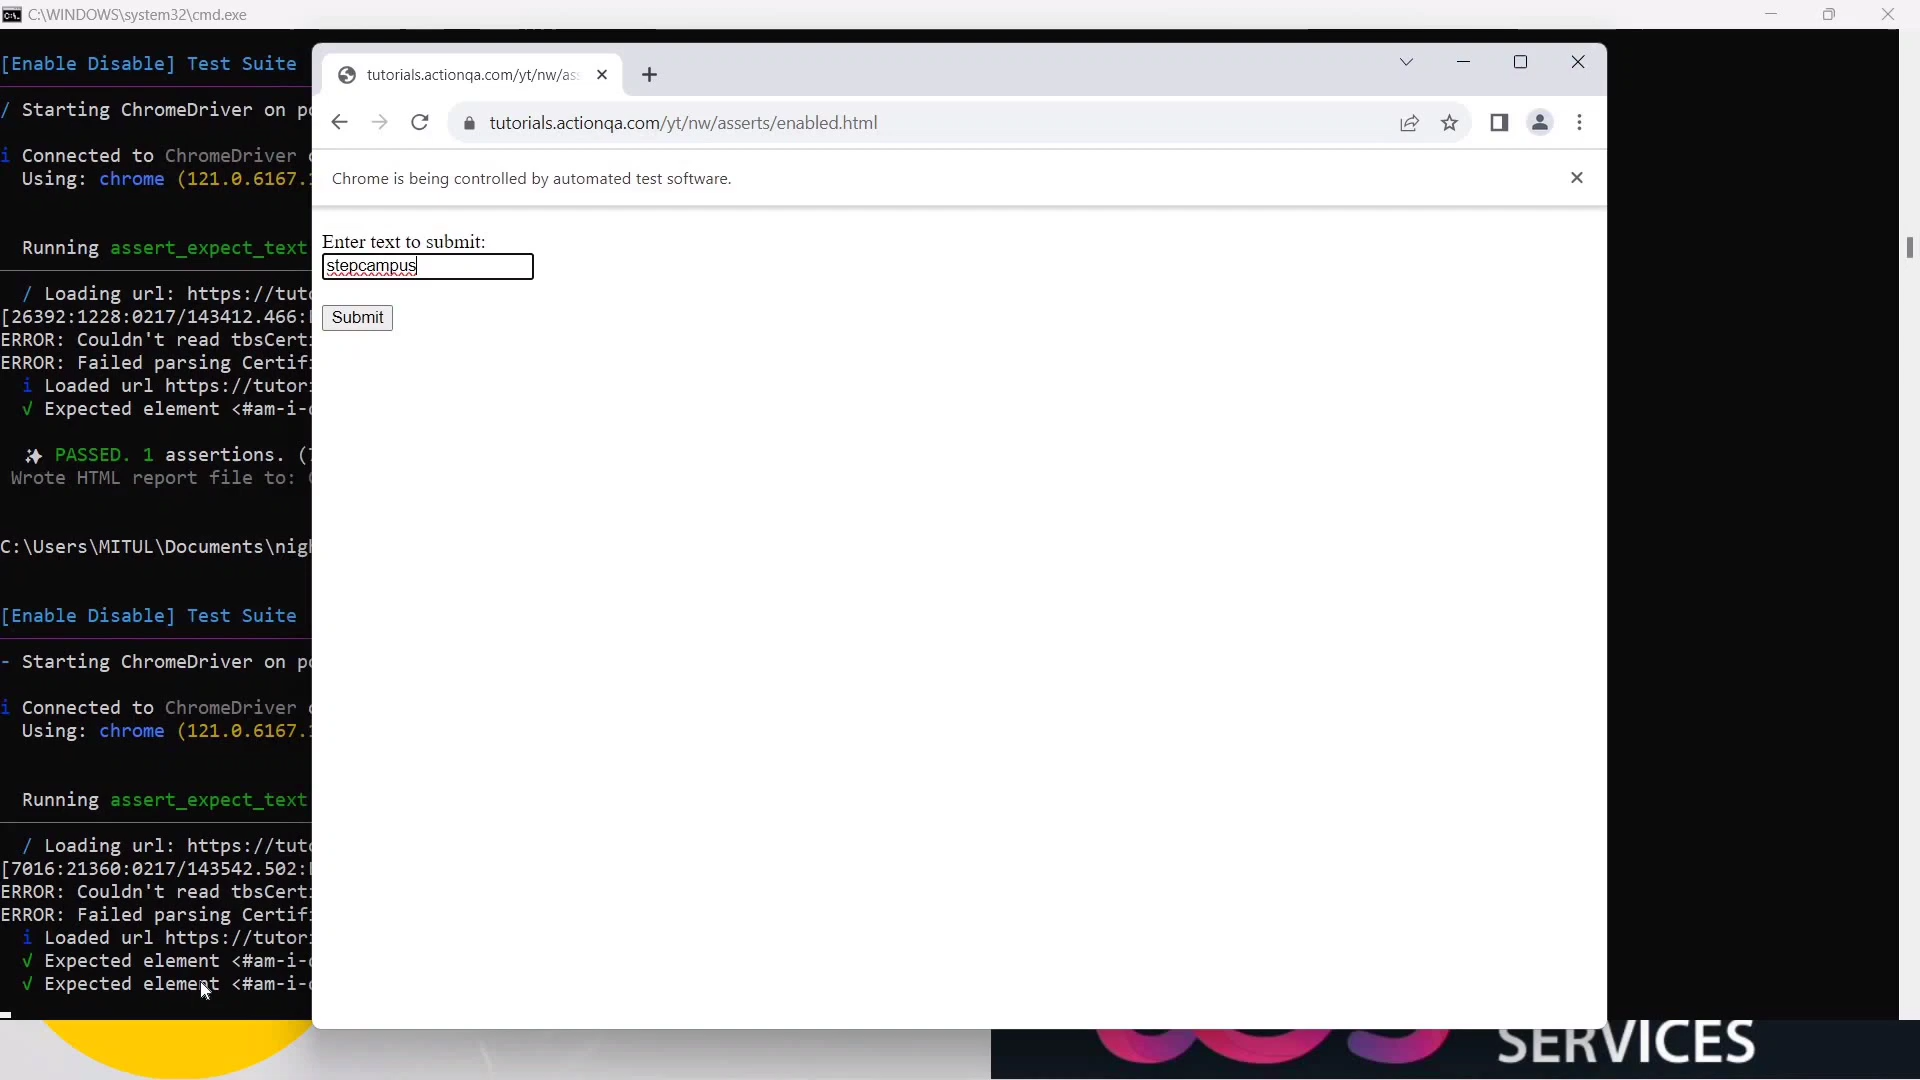 C:\WINDOWS\system32\cmd.exe
[Enable Disable] Test Suite
/ Starting ChromeDriver on
i Connected to ChromeDriver
Using: chrome (121.0.6167.
Running assert_expect_text
/ Loading url: https://tut
[26392:1228:0217/143412.466:
ERROR: Couldn't read tbsCert
ERROR: Failed parsing Certif
i Loaded url https://tutor
√ Expected element <#am-i-
PASSED. 1 assertions. (
Wrote HTML report file to:
C:\Users\MITUL\Documents\nig
[Enable Disable] Test Suite
- Starting ChromeDriver on
i Connected to ChromeDriver
Using: chrome (121.0.6167.
Running assert_expect_text
/ Loading url: https://tut
[7016:21360:0217/143542.502:
ERROR: Couldn't read tbsCert
ERROR: Failed parsing Certif
i Loaded url https://tutor
√ Expected element <#am-i-
√ Expected element <#am-i-
tutorials.actionqa.com/yt/nw/as
tutorials.actionqa.com/yt/nw/asserts/enabled.html
Chrome is being controlled by automated test software.
Enter text to submit:
stepcampus
Submit
SERVICES